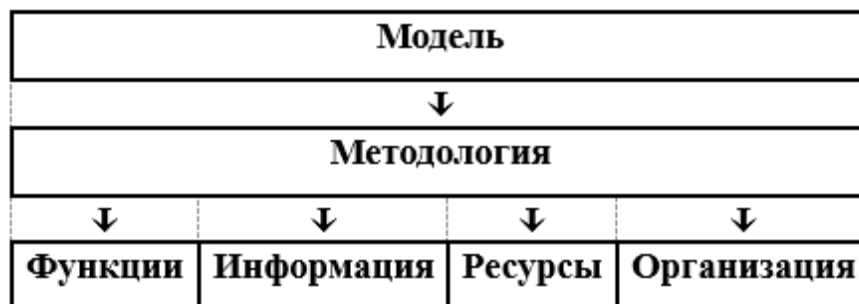 Модель
Методология
Функции Информация Ресурсы Организация